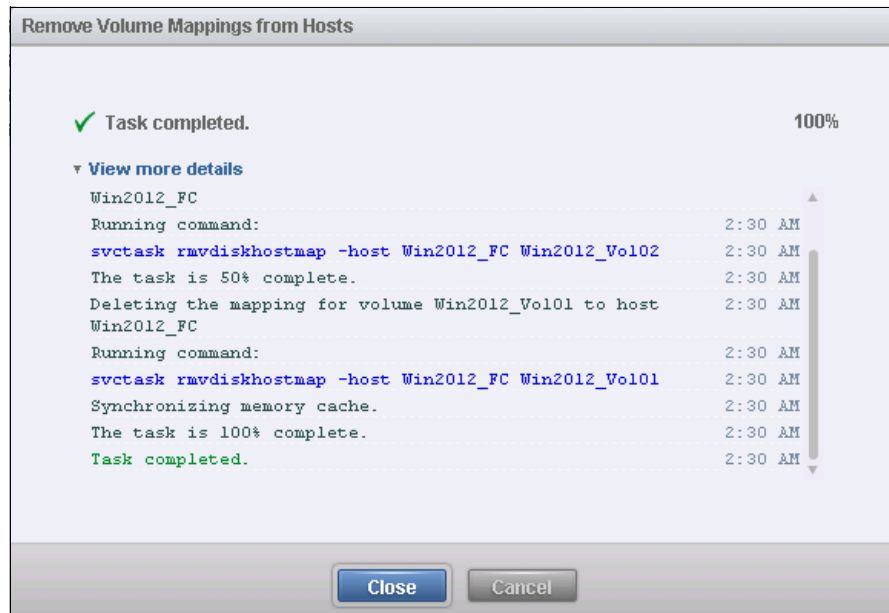 Remove Volume Mappings from Hosts
Task completed. 100%
View more details
Win2012_FC
Running command: 2:30 AM
svctask rmvdiskhostmap -host Win2012_FC Win2012_Vol02 2:30 AM
The task is 50% complete. 2:30 AM
Deleting the mapping for volume Win2012_Vol01 to host 2:30 AM
Win2012_FC
Running command: 2:30 AM
svctask rmvdiskhostmap -host Win2012_FC Win2012_Vol01 2:30 AM
Synchronizing memory cache. 2:30 AM
The task is 100% complete. 2:30 AM
Task completed. 2:30 AM
Close Cancel